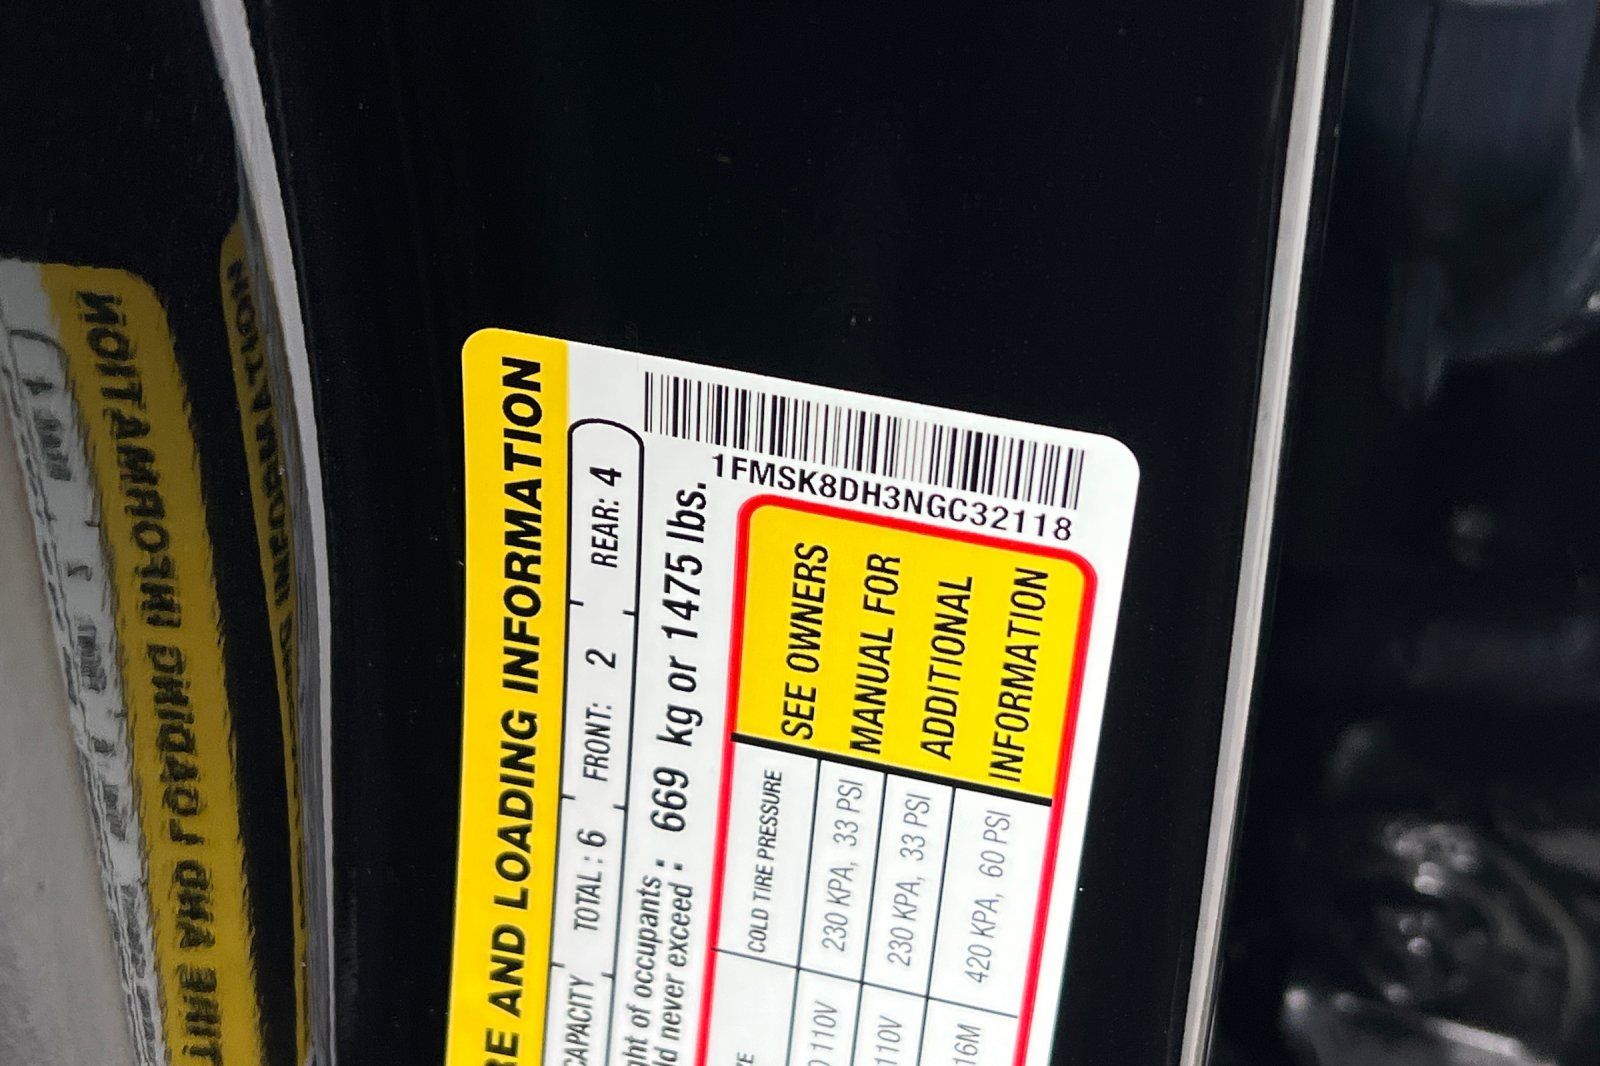 RE AND LOADING INFORMATION
CAPACITY TOTAL : 6 FRONT: 2 REAR: 4
of occupants
never exceed : 669 kg or 1475 lbs.
1FMSK8DH3NGC32118
COLD TIRE PRESSURE
110V 230 KPA, 33 PSI
110V 230 KPA, 33 PSI
16M 420 KPA, 60 PSI
SEE OWNERS
MANUAL FOR
ADDITIONAL
INFORMATION